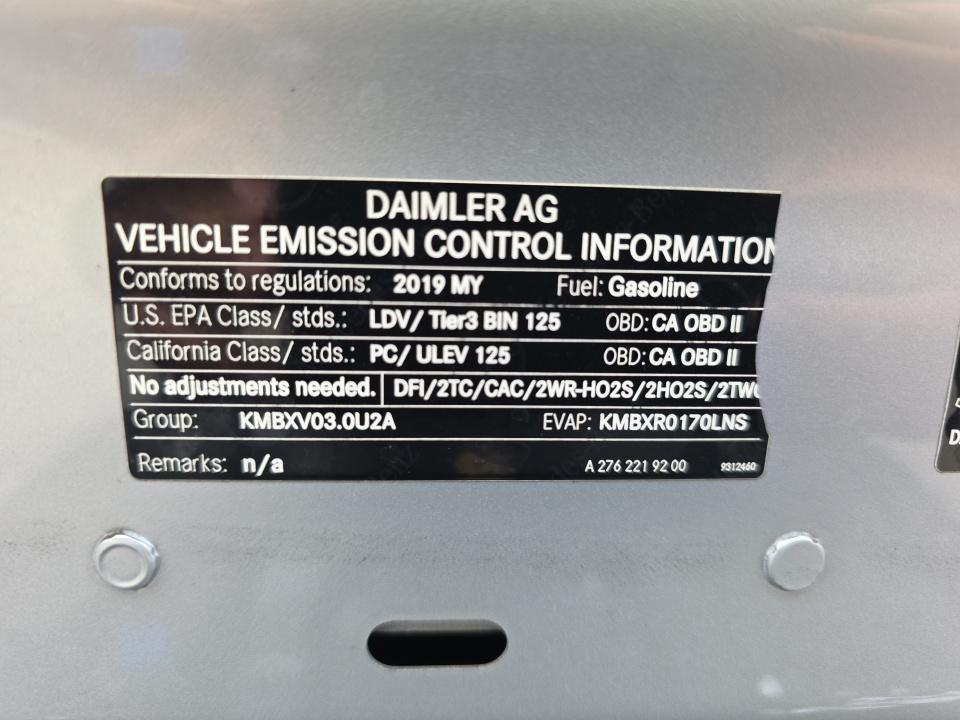 DAIMLER AG
VEHICLE EMISSION CONTROL INFORMATION
Conforms to regulations: 2019 MY Fuel: Gasoline
U.S. EPA Class/ stds.: LDV/ Tier3 BIN 125 OBD: CA OBD II
California Class/ stds.: PC/ ULEV 125 OBD: CA OBD II
No adjustments needed. DFI/2TC/CAC/2WR-HO2S/2HO2S/2TWC
Group: KMBXV03.0U2A EVAP: KMBXR0170LNS
Remarks: n/a A 276 221 92 00 9312460